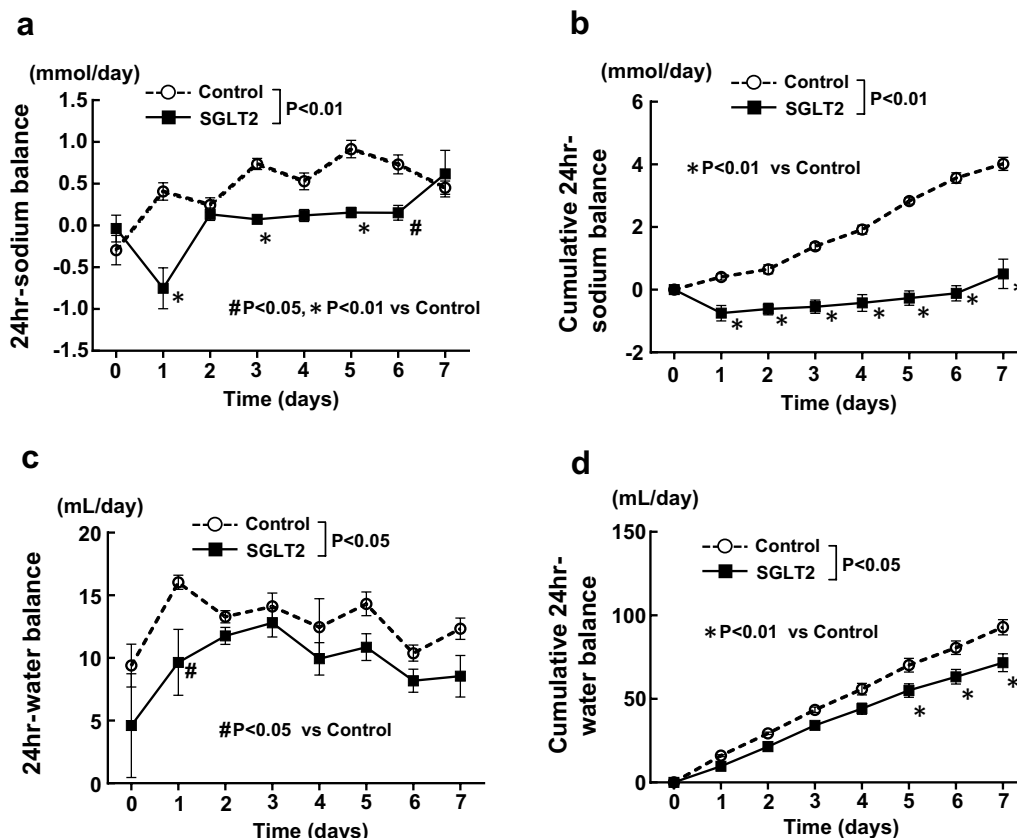 a
(mmol/day)
Control
SGLT2
P<0.01
24hr-sodium balance
1.5
1.0
0.5
0.0
-0.5
-1.0
-1.5
*
*
*
#
#P<0.05, * P<0.01 vs Control
0 1 2 3 4 5 6 7
Time (days)
b
(mmol/day)
Control
SGLT2
P<0.01
*P<0.01 vs Control
Cumulative 24hr-
sodium balance
6
4
2
0
-2
* * * * * * *
0 1 2 3 4 5 6 7
Time (days)
c
(mL/day)
Control
SGLT2
P<0.05
24hr-water balance
20
15
10
5
0
#
#P<0.05 vs Control
0 1 2 3 4 5 6 7
Time (days)
d
(mL/day)
Control
SGLT2
P<0.05
*P<0.01 vs Control
Cumulative 24hr-
water balance
150
100
50
0
* * *
0 1 2 3 4 5 6 7
Time (days)